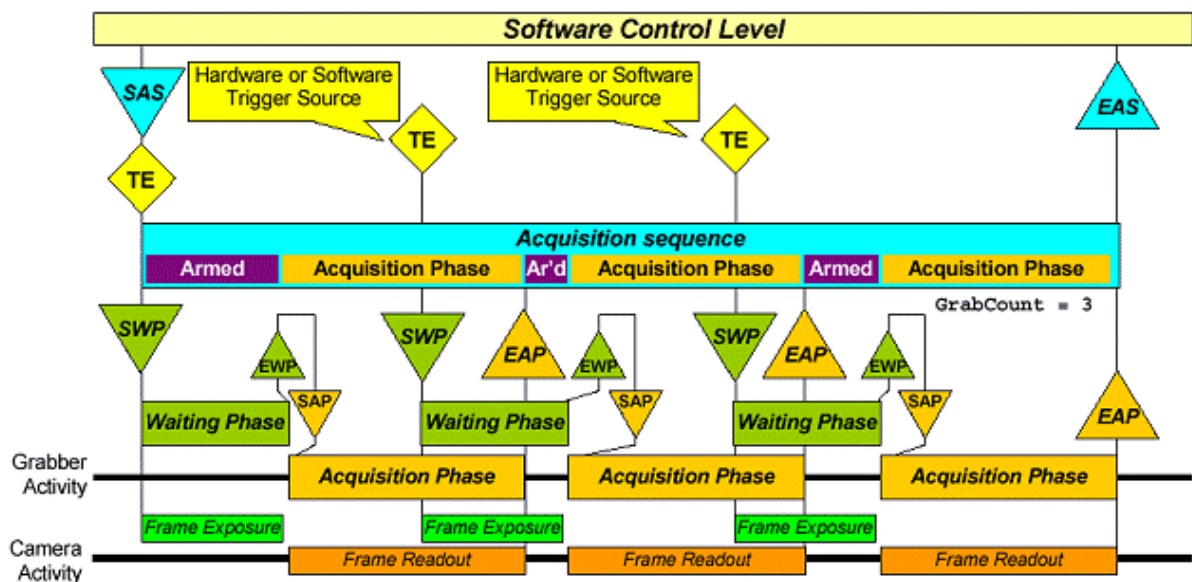 Software Control Level
SAS
Hardware or Software
Trigger Source
Hardware or Software
Trigger Source
EAS
TE
TE
TE
Acquisition sequence
Armed
Acquisition Phase
Ar'd
Acquisition Phase
Armed
Acquisition Phase
GrabCount = 3
SWP
EWP
SAP
SWP
EAP
EWP
SAP
SWP
EAP
EWP
SAP
EAP
Waiting Phase
Waiting Phase
Waiting Phase
Grabber
Activity
Acquisition Phase
Acquisition Phase
Acquisition Phase
Frame Exposure
Frame Exposure
Frame Exposure
Camera
Activity
Frame Readout
Frame Readout
Frame Readout